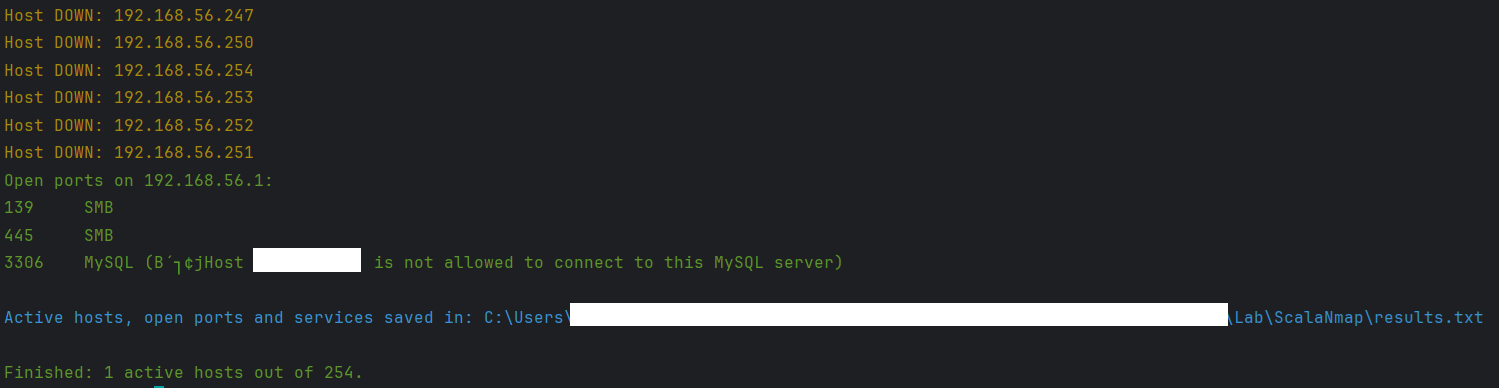 Host DOWN: 192.168.56.247
Host DOWN: 192.168.56.250
Host DOWN: 192.168.56.254
Host DOWN: 192.168.56.253
Host DOWN: 192.168.56.252
Host DOWN: 192.168.56.251
Open ports on 192.168.56.1:
139     SMB
445     SMB
3306    MySQL (B´┐¢jHost is not allowed to connect to this MySQL server)
Active hosts, open ports and services saved in: C:\Users\ \Lab\ScalaNmap\results.txt
Finished: 1 active hosts out of 254.